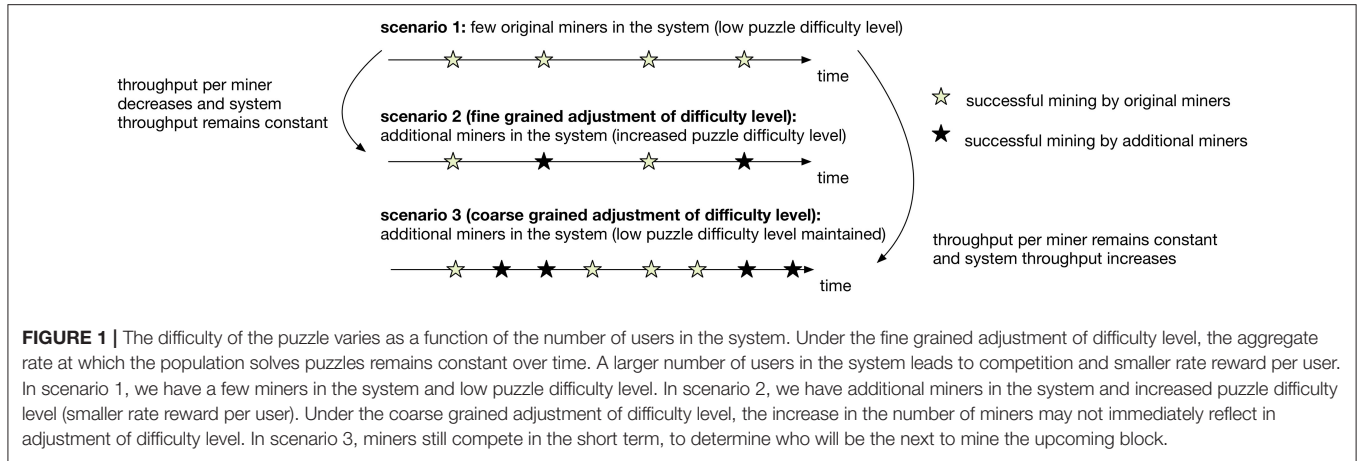 scenario 1: few original miners in the system (low puzzle difficulty level)
time
throughput per miner
decreases and system
throughput remains constant
successful mining by original miners
successful mining by additional miners
scenario 2 (fine grained adjustment of difficulty level):
additional miners in the system (increased puzzle difficulty level)
time
scenario 3 (coarse grained adjustment of difficulty level):
additional miners in the system (low puzzle difficulty level maintained)
time
throughput per miner remains constant
and system throughput increases
FIGURE 1 | The difficulty of the puzzle varies as a function of the number of users in the system. Under the fine grained adjustment of difficulty level, the aggregate
rate at which the population solves puzzles remains constant over time. A larger number of users in the system leads to competition and smaller rate reward per user.
In scenario 1, we have a few miners in the system and low puzzle difficulty level. In scenario 2, we have additional miners in the system and increased puzzle difficulty
level (smaller rate reward per user). Under the coarse grained adjustment of difficulty level, the increase in the number of miners may not immediately reflect in
adjustment of difficulty level. In scenario 3, miners still compete in the short term, to determine who will be the next to mine the upcoming block.